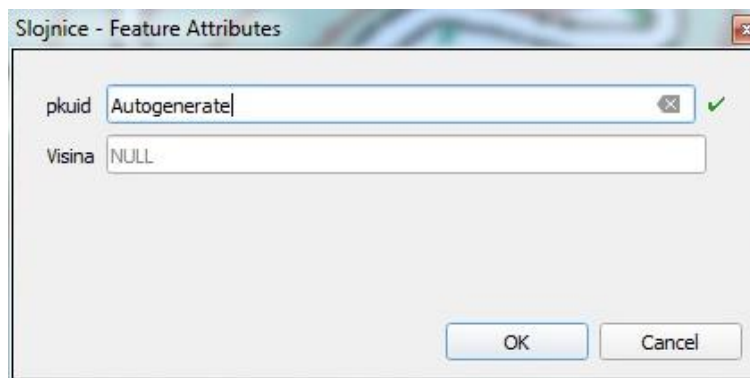 Slojnice - Feature Attributes
pkuid Autogenerate
Visina NULL
OK Cancel